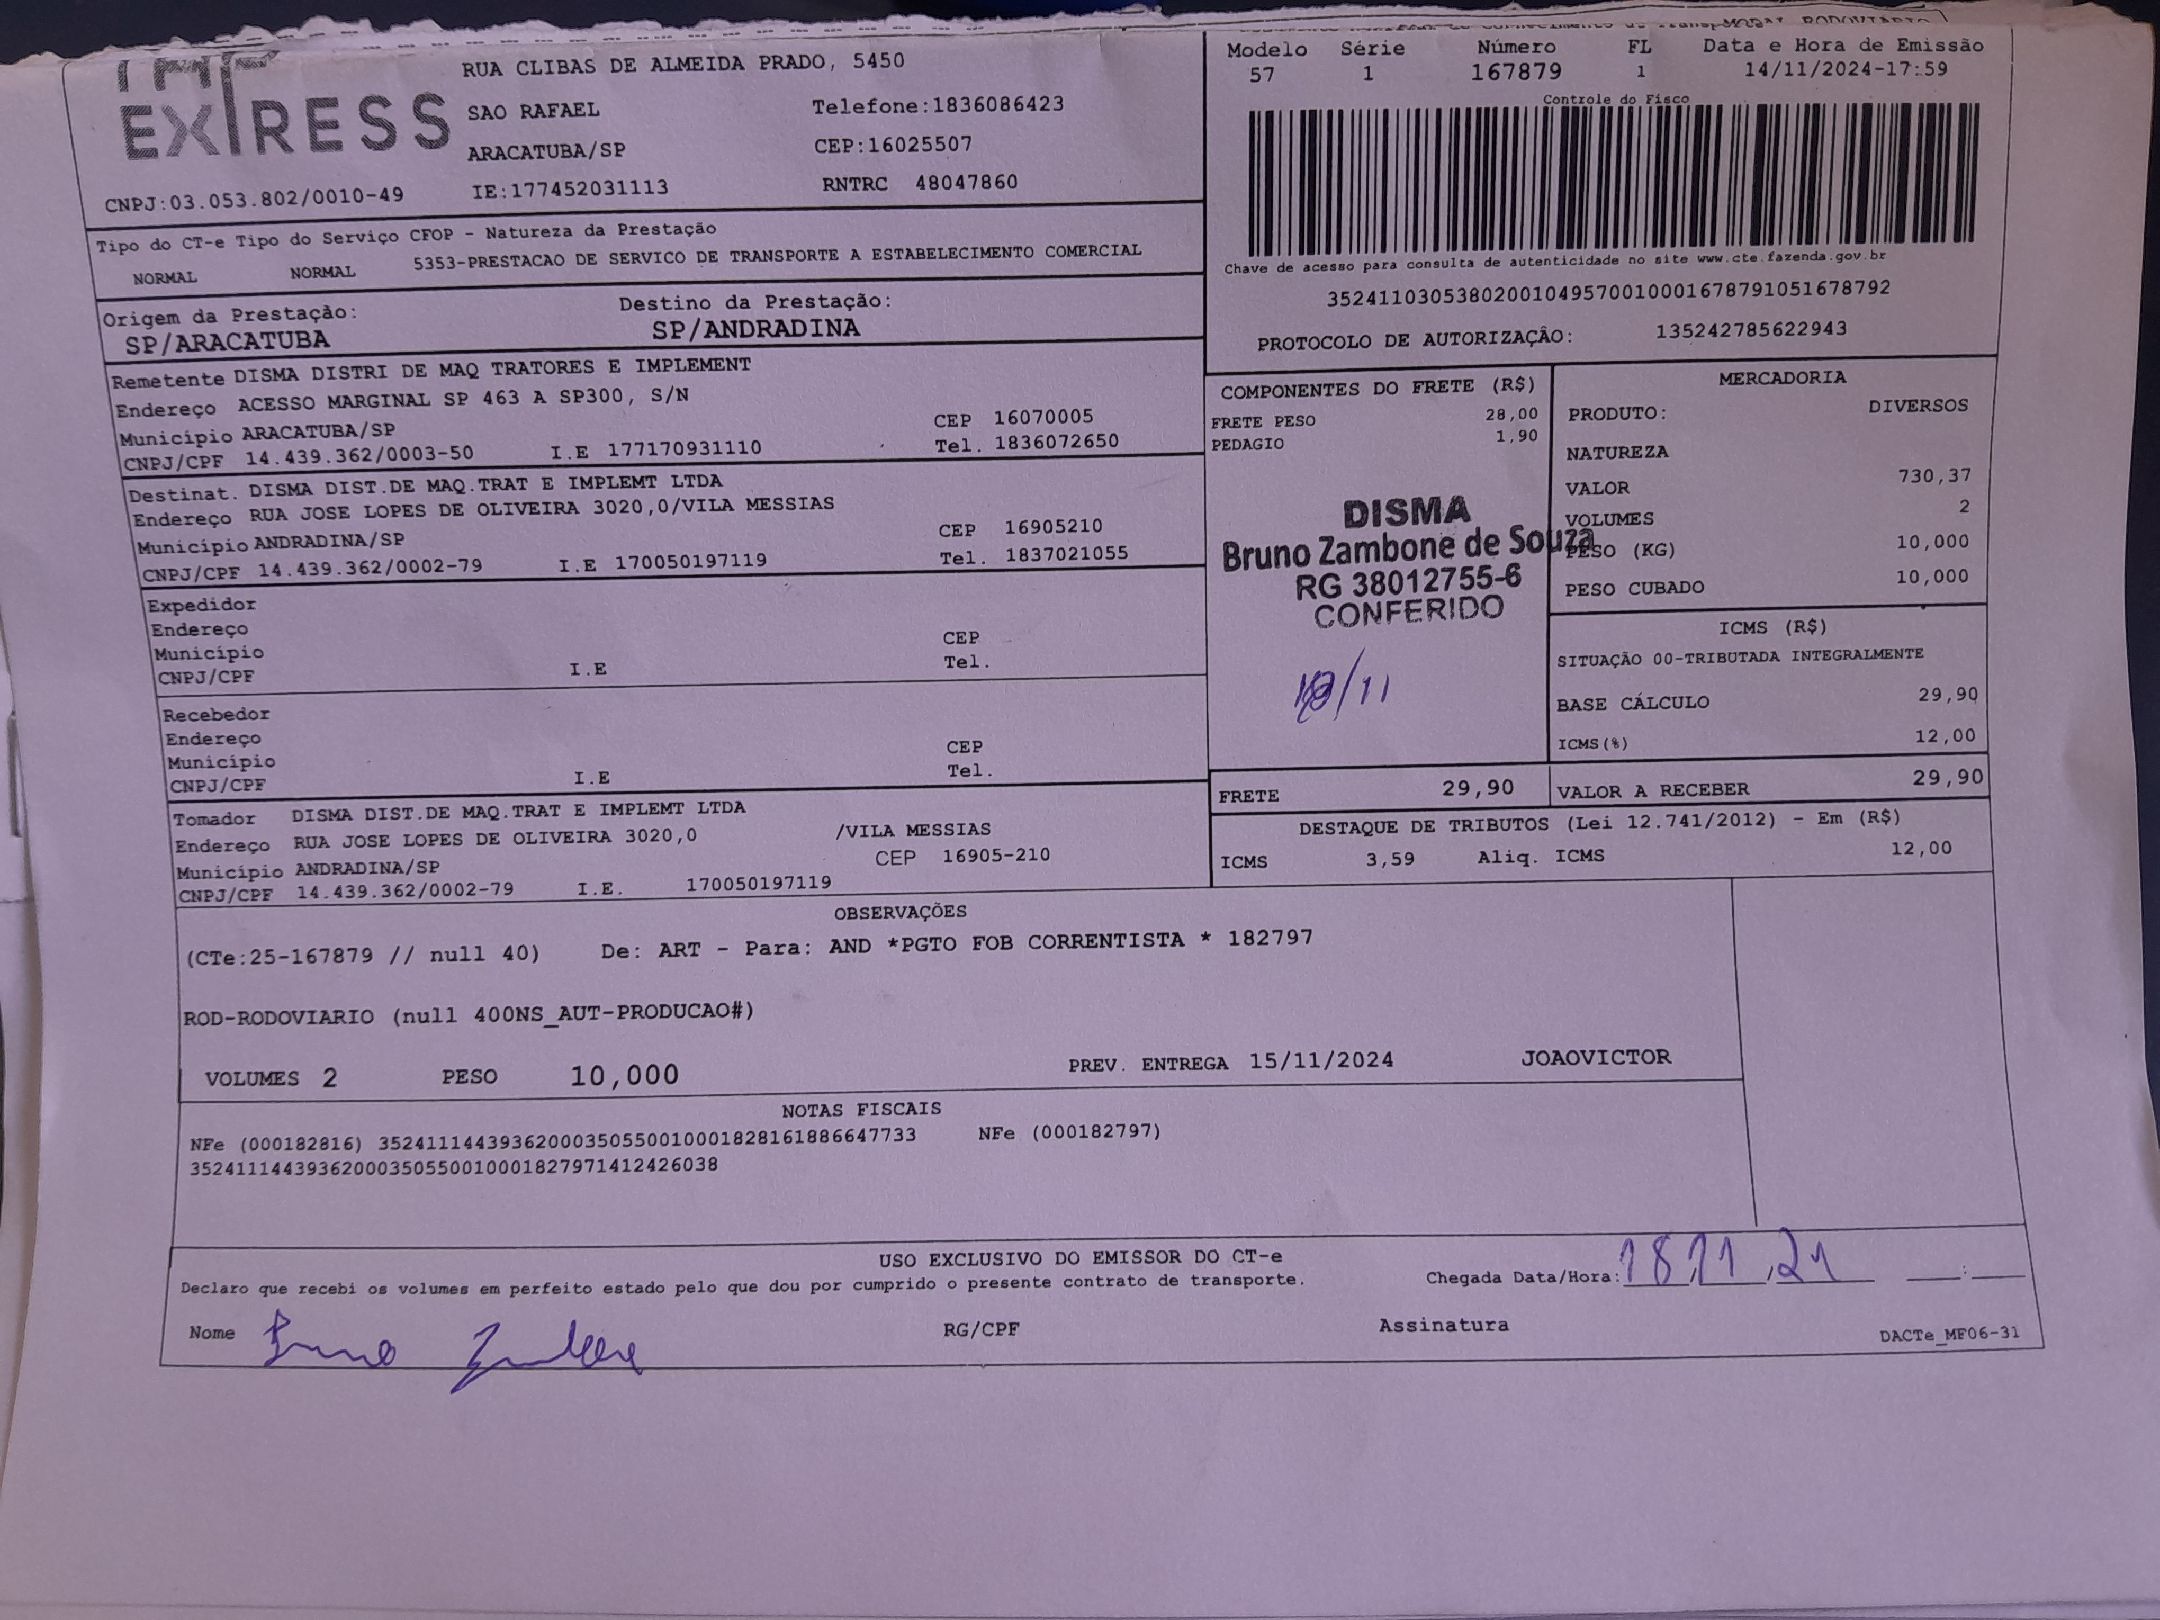 EXPRESS
RUA CLIBAS DE ALMEIDA PRADO, 5450
SAO RAFAEL Telefone:1836086423
ARACATUBA/SP CEP:16025507
CNPJ:03.053.802/0010-49 IE:177452031113 RNTRC 48047860
Modelo Série Número FL Data e Hora de Emissão
57 1 167879 1 14/11/2024-17:59
Controle do Fisco
Chave de acesso para consulta de autenticidade no site www.cte.fazenda.gov.br
35241103053802001049570010001678791051678792
PROTOCOLO DE AUTORIZAÇÂO: 135242785622943
Tipo do CT-e Tipo do Serviço CFOP - Natureza da Prestação
NORMAL NORMAL 5353-PRESTACAO DE SERVICO DE TRANSPORTE A ESTABELECIMENTO COMERCIAL
Origem da Prestação: Destino da Prestação:
SP/ARACATUBA SP/ANDRADINA
Remetente DISMA DISTRI DE MAQ TRATORES E IMPLEMENT
Endereço ACESSO MARGINAL SP 463 A SP300, S/N
Município ARACATUBA/SP CEP 16070005
CNPJ/CPF 14.439.362/0003-50 I.E 177170931110 Tel. 1836072650
Destinat. DISMA DIST.DE MAQ.TRAT E IMPLEMT LTDA
Endereço RUA JOSE LOPES DE OLIVEIRA 3020,0/VILA MESSIAS
Município ANDRADINA/SP CEP 16905210
CNPJ/CPF 14.439.362/0002-79 I.E 170050197119 Tel. 1837021055
Expedidor
Endereço
Município CEP
CNPJ/CPF I.E Tel.
Recebedor
Endereço
Município CEP
CNPJ/CPF I.E Tel.
Tomador DISMA DIST.DE MAQ.TRAT E IMPLEMT LTDA
Endereço RUA JOSE LOPES DE OLIVEIRA 3020,0 /VILA MESSIAS
Município ANDRADINA/SP CEP 16905-210
CNPJ/CPF 14.439.362/0002-79 I.E. 170050197119
COMPONENTES DO FRETE (R$)
FRETE PESO 28,00
PEDAGIO 1,90
DISMA
Bruno Zambone de Souza
RG 38012755-6
CONFERIDO
18/11
FRETE 29,90
MERCADORIA
PRODUTO: DIVERSOS
NATUREZA
VALOR 730,37
VOLUMES 2
PESO (KG) 10,000
PESO CUBADO 10,000
ICMS (R$)
SITUAÇÃO 00-TRIBUTADA INTEGRALMENTE
BASE CÁLCULO 29,90
ICMS(%) 12,00
VALOR A RECEBER 29,90
DESTAQUE DE TRIBUTOS (Lei 12.741/2012) - Em (R$)
ICMS 3,59 Aliq. ICMS 12,00
OBSERVAÇÕES
(CTe:25-167879 // null 40) De: ART - Para: AND *PGTO FOB CORRENTISTA * 182797
ROD-RODOVIARIO (null 400NS_AUT-PRODUCAO#)
VOLUMES 2 PESO 10,000 PREV. ENTREGA 15/11/2024 JOAOVICTOR
NOTAS FISCAIS
NFe (000182816) 35241114439362000350550010001828161886647733 NFe (000182797)
35241114439362000350550010001827971412426038
USO EXCLUSIVO DO EMISSOR DO CT-e
Declaro que recebi os volumes em perfeito estado pelo que dou por cumprido o presente contrato de transporte. Chegada Data/Hora: 18 11 24
Nome Bruno RG/CPF Assinatura DACTe_MF06-31